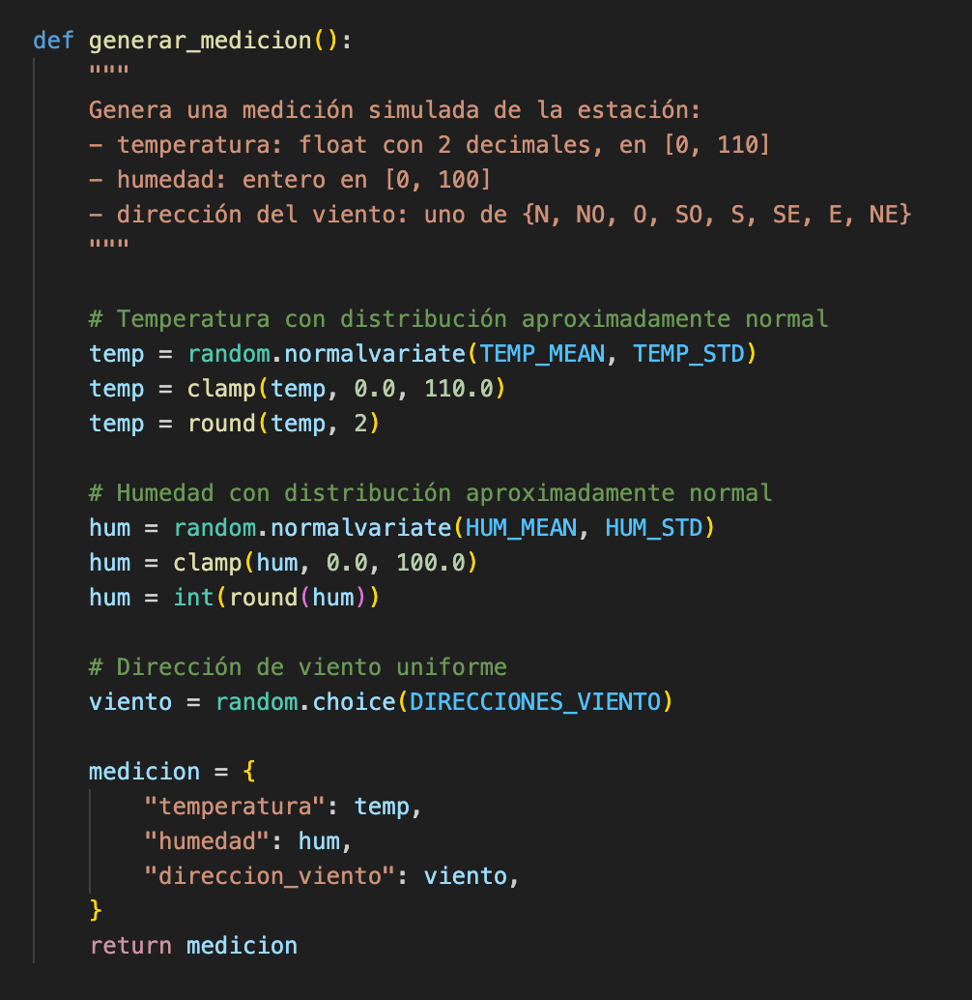 def generar_medicion():
    """
    Genera una medición simulada de la estación:
    - temperatura: float con 2 decimales, en [0, 110]
    - humedad: entero en [0, 100]
    - dirección del viento: uno de {N, NO, O, SO, S, SE, E, NE}
    """

    # Temperatura con distribución aproximadamente normal
    temp = random.normalvariate(TEMP_MEAN, TEMP_STD)
    temp = clamp(temp, 0.0, 110.0)
    temp = round(temp, 2)

    # Humedad con distribución aproximadamente normal
    hum = random.normalvariate(HUM_MEAN, HUM_STD)
    hum = clamp(hum, 0.0, 100.0)
    hum = int(round(hum))

    # Dirección de viento uniforme
    viento = random.choice(DIRECCIONES_VIENTO)

    medicion = {
        "temperatura": temp,
        "humedad": hum,
        "direccion_viento": viento,
    }
    return medicion